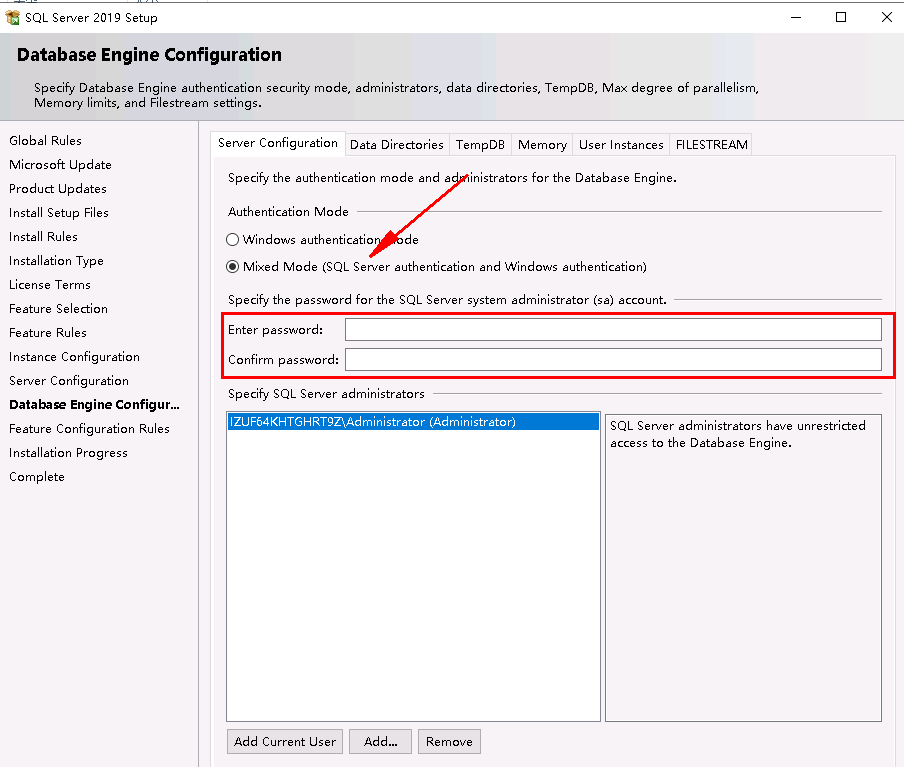 SQL Server 2019 Setup
Database Engine Configuration
Specify Database Engine authentication security mode, administrators, data directories, TempDB, Max degree of parallelism,
Memory limits, and Filestream settings.
Global Rules
Microsoft Update
Product Updates
Install Setup Files
Install Rules
Installation Type
License Terms
Feature Selection
Feature Rules
Instance Configuration
Server Configuration
Database Engine Configur...
Feature Configuration Rules
Installation Progress
Complete
Server Configuration Data Directories TempDB Memory User Instances FILESTREAM
Specify the authentication mode and administrators for the Database Engine.
Authentication Mode
Windows authentication mode
Mixed Mode (SQL Server authentication and Windows authentication)
Specify the password for the SQL Server system administrator (sa) account.
Enter password:
Confirm password:
Specify SQL Server administrators
IZUF64KHTGHRT9Z\Administrator (Administrator)
SQL Server administrators have unrestricted
access to the Database Engine.
Add Current User Add... Remove